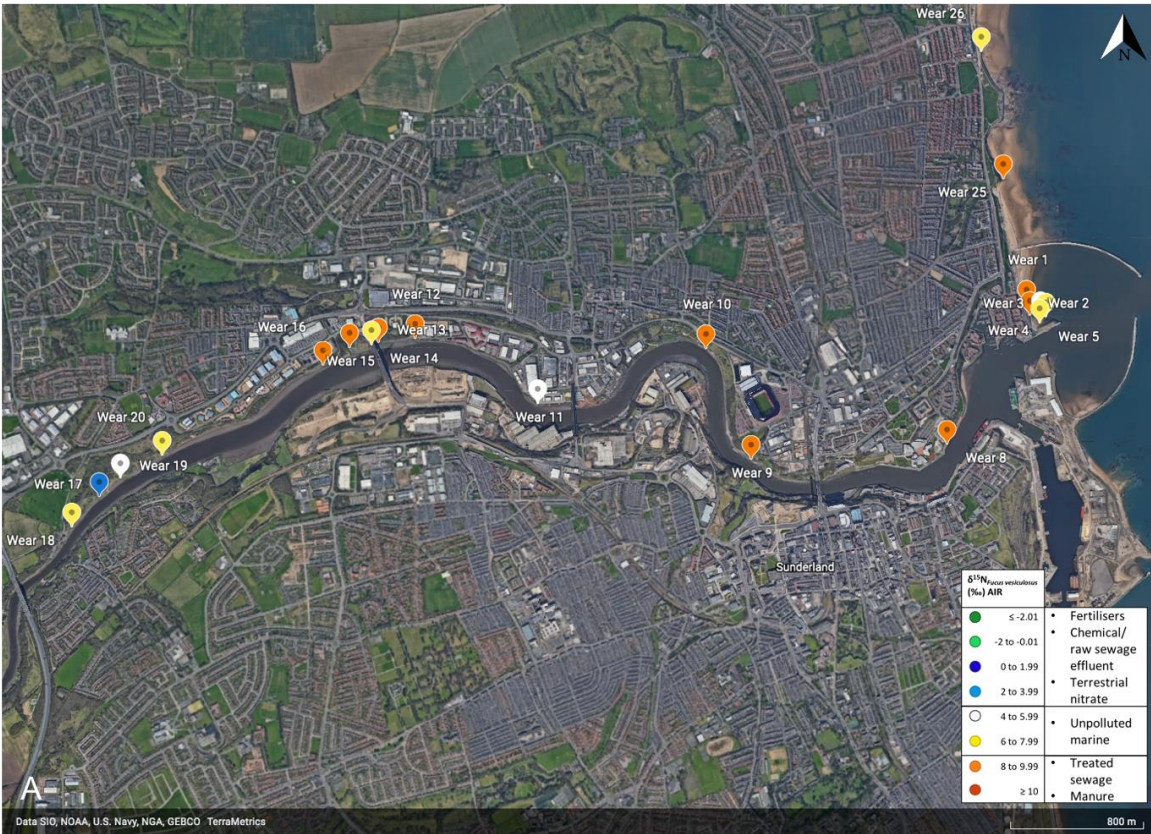 Wear 26
N
Wear 25
Wear 1
Wear 3
Wear 2
Wear 4
Wear 5
Wear 12
Wear 10
Wear 16
Wear 13
Wear 15
Wear 14
Wear 11
Wear 20
Wear 19
Wear 9
Wear 8
Wear 17
Wear 18
Sunderland
δ¹⁵N Fucus vesiculosus
(‰) AIR
≤ -2.01
-2 to -0.01
0 to 1.99
2 to 3.99
4 to 5.99
6 to 7.99
8 to 9.99
≥ 10
• Fertilisers
• Chemical/
raw sewage
effluent
• Terrestrial
nitrate
• Unpolluted
marine
• Treated
sewage
• Manure
A
Data SIO, NOAA, U.S. Navy, NGA, GEBCO TerraMetrics
800 m